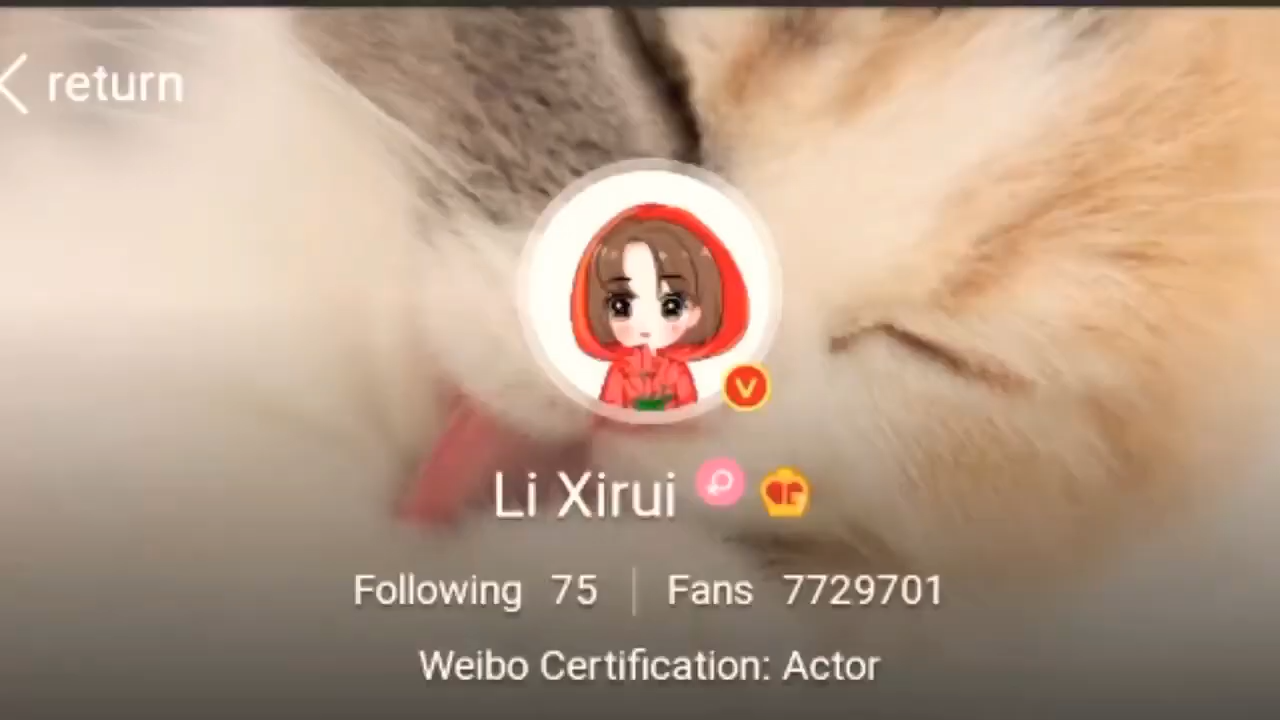 return
Li Xirui
Following 75 | Fans 7729701
Weibo Certification: Actor